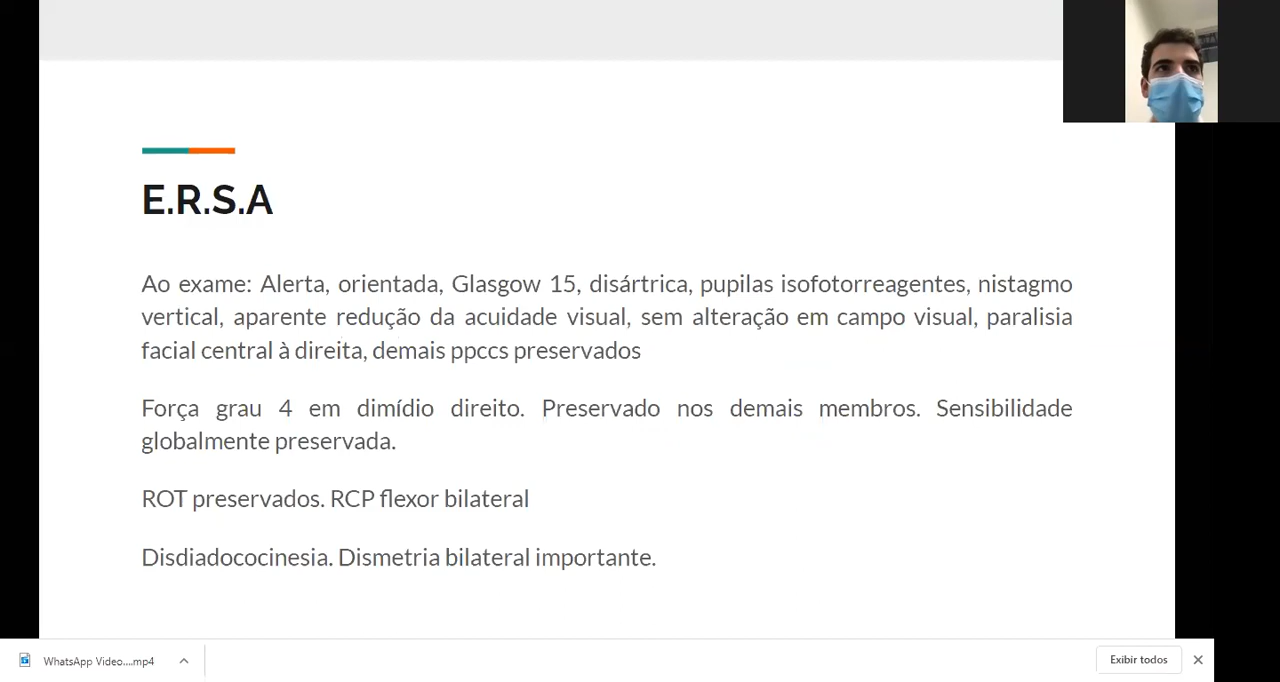 E.R.S.A
Ao exame: Alerta, orientada, Glasgow 15, disártrica, pupilas isofotorreagentes, nistagmo
vertical, aparente redução da acuidade visual, sem alteração em campo visual, paralisia
facial central à direita, demais ppccs preservados
Força grau 4 em dimídio direito. Preservado nos demais membros. Sensibilidade
globalmente preservada.
ROT preservados. RCP flexor bilateral
Disdiadococinesia. Dismetria bilateral importante.
WhatsApp Video....mp4
Exibir todos